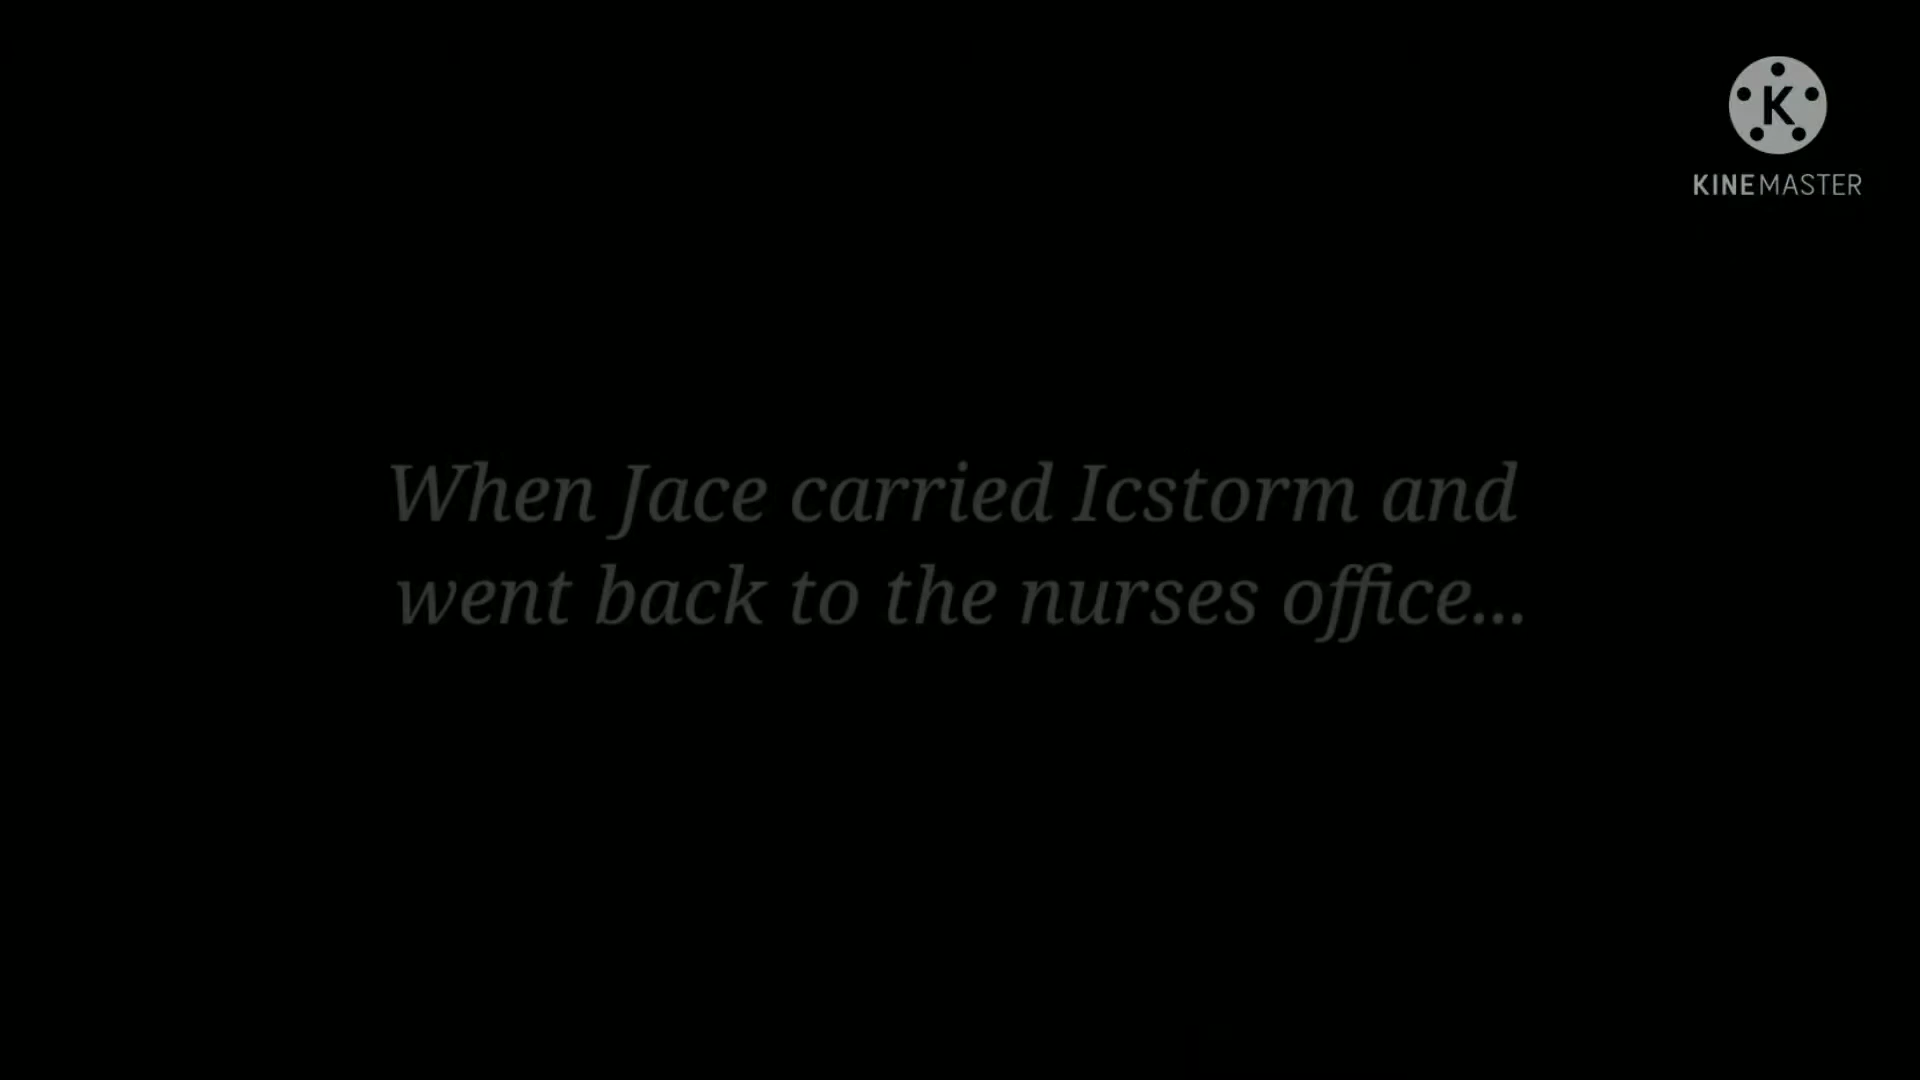 K
KINEMASTER
When Jace carried Icstorm and
went back to the nurses office...